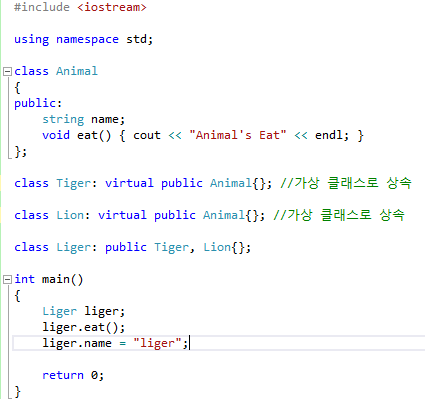 #include <iostream>
using namespace std;
class Animal
{
public:
string name;
void eat() { cout << "Animal's Eat" << endl; }
};
class Tiger: virtual public Animal{}; //가상 클래스로 상속
class Lion: virtual public Animal{}; //가상 클래스로 상속
class Liger: public Tiger, Lion{};
int main()
{
Liger liger;
liger.eat();
liger.name = "liger";
return 0;
}